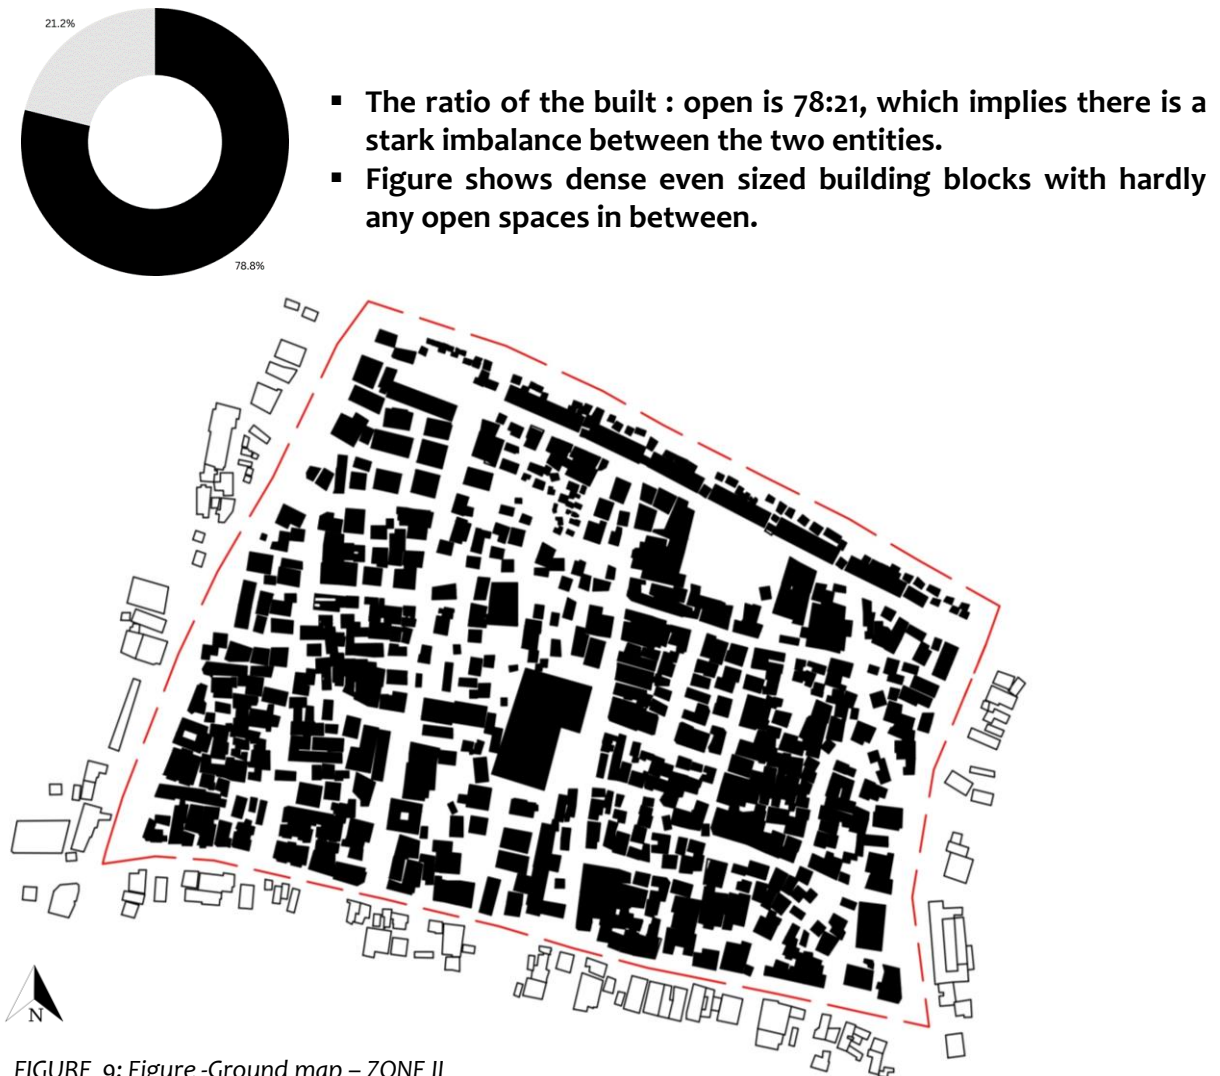 21.2%
▪ The ratio of the built : open is 78:21, which implies there is a
stark imbalance between the two entities.
▪ Figure shows dense even sized building blocks with hardly
any open spaces in between.
78.8%
N
FIGURE 9: Figure -Ground map – ZONE II